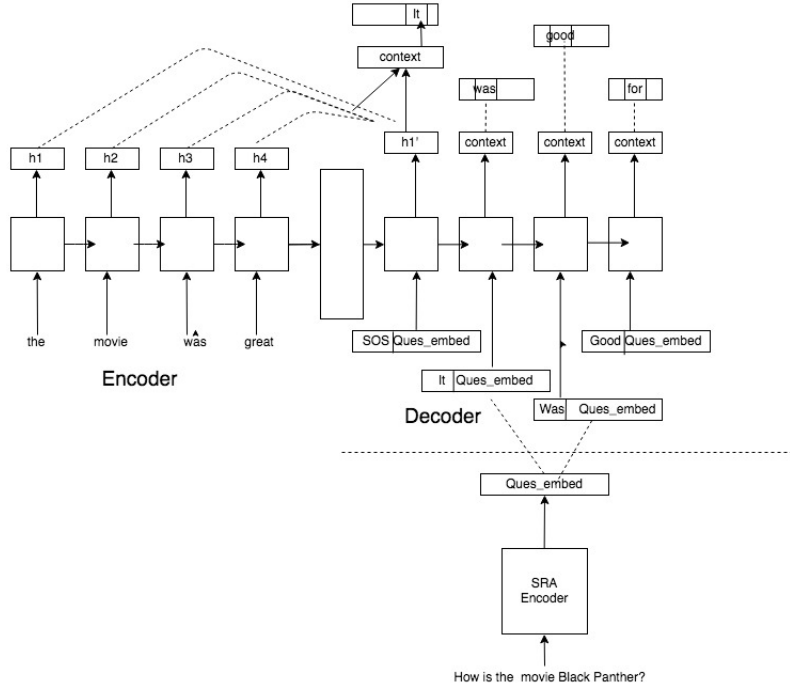 It
good
context
was
for
h1
h2
h3
h4
h1'
context
context
context
the
movie
was
great
SOS Ques_embed
Good Ques_embed
Encoder
It Ques_embed
Decoder
Was Ques_embed
Ques_embed
SRA
Encoder
How is the movie Black Panther?